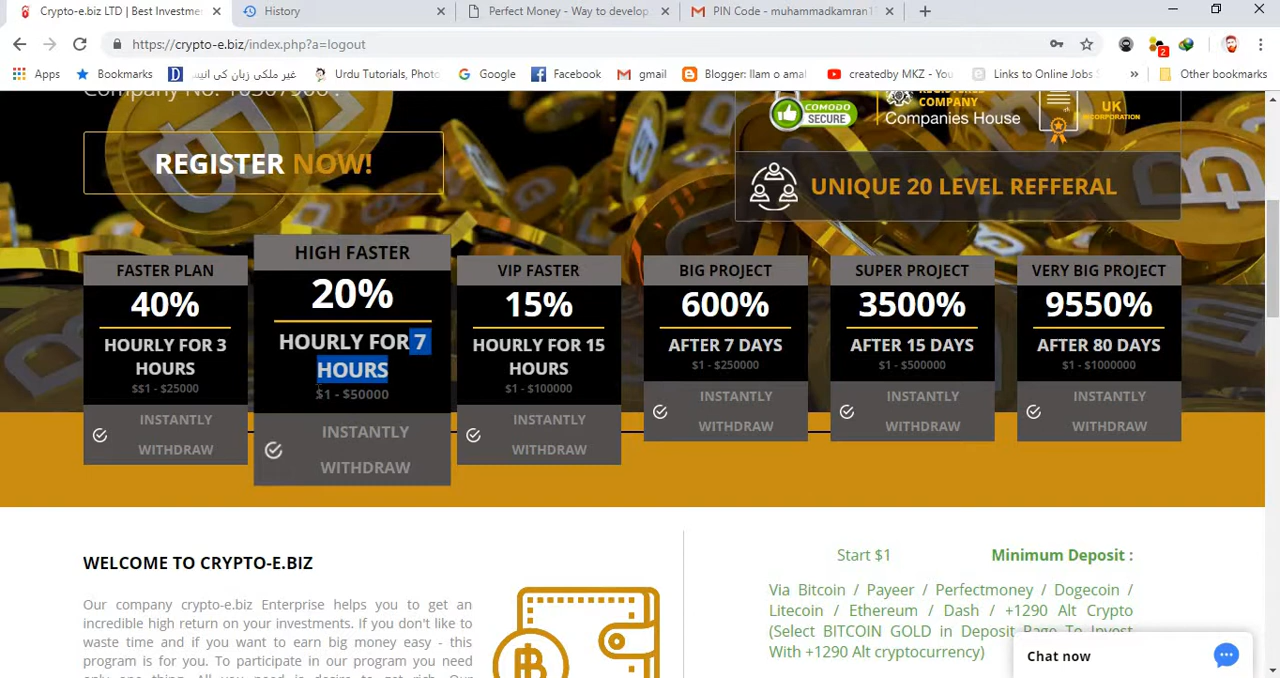 Crypto-e.biz LTD | Best Investme
History
Perfect Money - Way to develop
PIN Code - muhammadkamran1
https://crypto-e.biz/index.php?a=logout
2
Apps
Bookmarks
غیر ملکی زبان کی انیس
Urdu Tutorials, Photo
Google
Facebook
gmail
Blogger: Ilam o amal
createdby MKZ - You
Links to Online Jobs
»
Other bookmarks
REGISTER NOW!
COMODO
SECURE
COMPANY
Companies House
UK
INCORPORATION
UNIQUE 20 LEVEL REFFERAL
FASTER PLAN
40%
HOURLY FOR 3
HOURS
$$1 - $25000
INSTANTLY
WITHDRAW
HIGH FASTER
20%
HOURLY FOR 7
HOURS
$1 - $50000
INSTANTLY
WITHDRAW
VIP FASTER
15%
HOURLY FOR 15
HOURS
$1 - $100000
INSTANTLY
WITHDRAW
BIG PROJECT
600%
AFTER 7 DAYS
$1 - $250000
INSTANTLY
WITHDRAW
SUPER PROJECT
3500%
AFTER 15 DAYS
$1 - $500000
INSTANTLY
WITHDRAW
VERY BIG PROJECT
9550%
AFTER 80 DAYS
$1 - $1000000
INSTANTLY
WITHDRAW
WELCOME TO CRYPTO-E.BIZ
Our company crypto-e.biz Enterprise helps you to get an
incredible high return on your investments. If you don't like to
waste time and if you want to earn big money easy - this
program is for you. To participate in our program you need
Start $1
Minimum Deposit :
Via Bitcoin / Payeer / Perfectmoney / Dogecoin /
Litecoin / Ethereum / Dash / +1290 Alt Crypto
(Select BITCOIN GOLD in Deposit Page To Invest
With +1290 Alt cryptocurrency)
Chat now